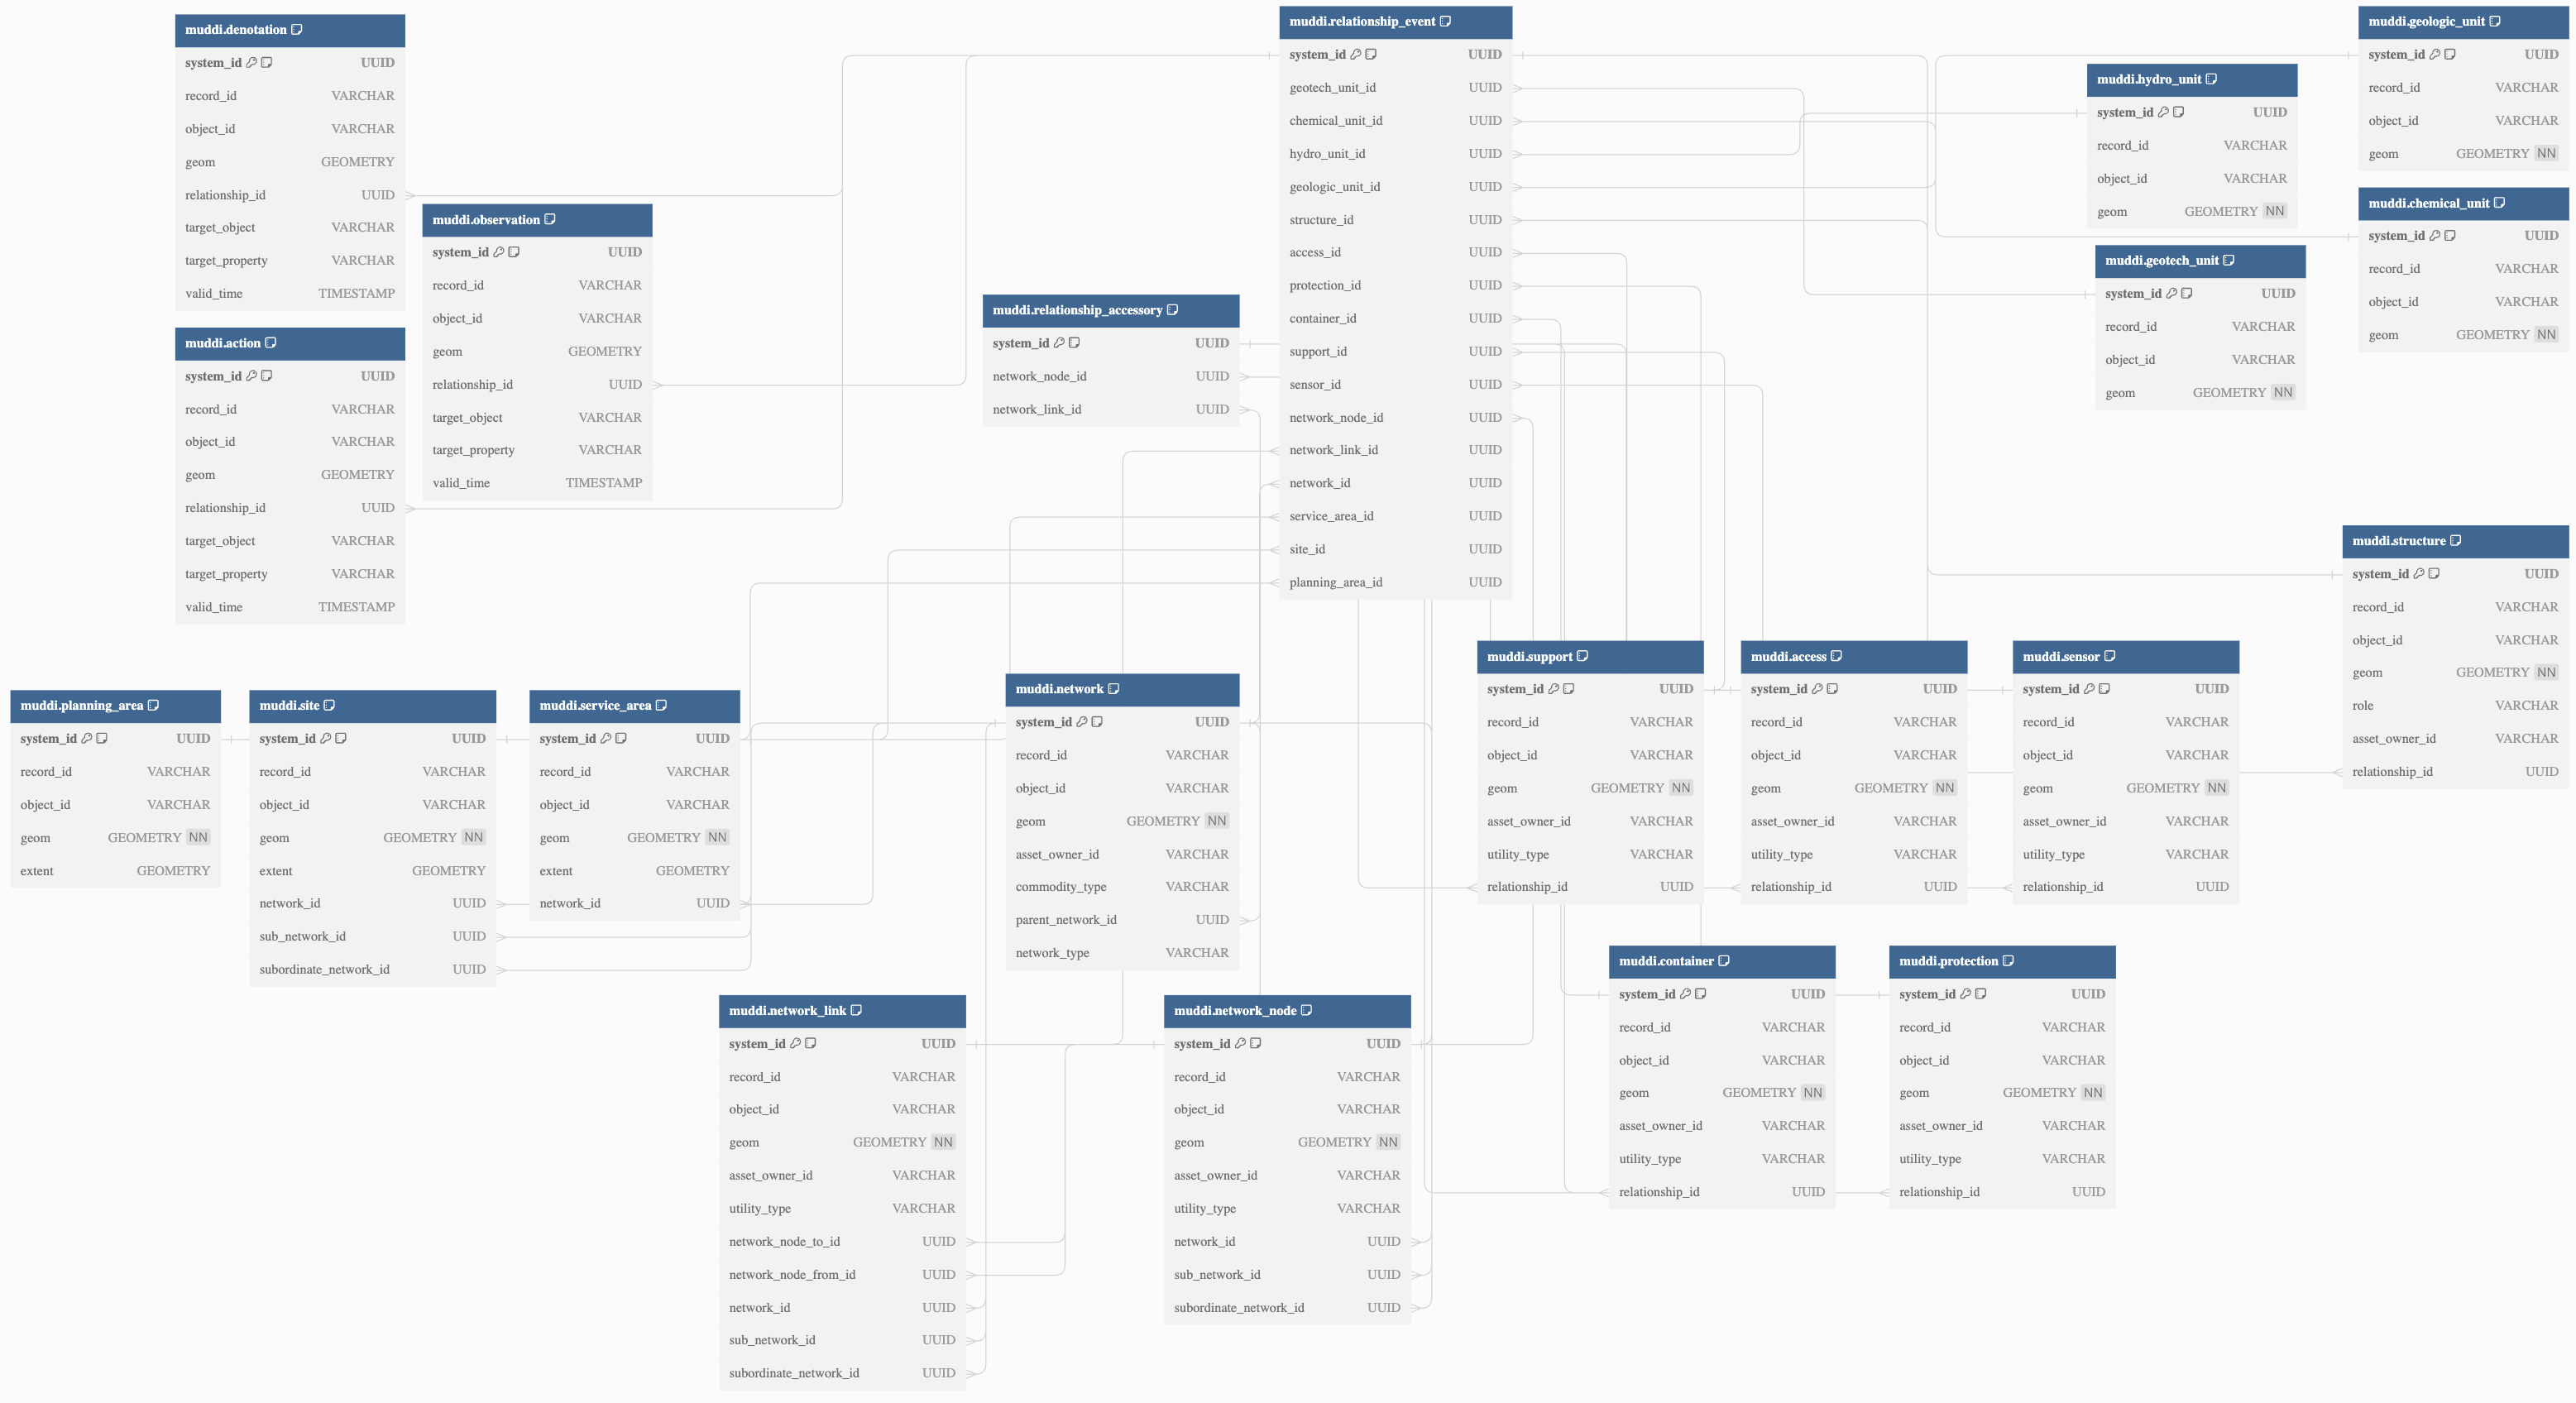 muddi.denotation
system_id UUID
record_id VARCHAR
object_id VARCHAR
geom GEOMETRY
relationship_id UUID
target_object VARCHAR
target_property VARCHAR
valid_time TIMESTAMP
muddi.action
system_id UUID
record_id VARCHAR
object_id VARCHAR
geom GEOMETRY
relationship_id UUID
target_object VARCHAR
target_property VARCHAR
valid_time TIMESTAMP
muddi.observation
system_id UUID
record_id VARCHAR
object_id VARCHAR
geom GEOMETRY
relationship_id UUID
target_object VARCHAR
target_property VARCHAR
valid_time TIMESTAMP
muddi.relationship_accessory
system_id UUID
network_node_id UUID
network_link_id UUID
muddi.relationship_event
system_id UUID
geotech_unit_id UUID
chemical_unit_id UUID
hydro_unit_id UUID
geologic_unit_id UUID
structure_id UUID
access_id UUID
protection_id UUID
container_id UUID
support_id UUID
sensor_id UUID
network_node_id UUID
network_link_id UUID
network_id UUID
service_area_id UUID
site_id UUID
planning_area_id UUID
muddi.hydro_unit
system_id UUID
record_id VARCHAR
object_id VARCHAR
geom GEOMETRY NN
muddi.geologic_unit
system_id UUID
record_id VARCHAR
object_id VARCHAR
geom GEOMETRY NN
muddi.chemical_unit
system_id UUID
record_id VARCHAR
object_id VARCHAR
geom GEOMETRY NN
muddi.geotech_unit
system_id UUID
record_id VARCHAR
object_id VARCHAR
geom GEOMETRY NN
muddi.structure
system_id UUID
record_id VARCHAR
object_id VARCHAR
geom GEOMETRY NN
role VARCHAR
asset_owner_id VARCHAR
relationship_id UUID
muddi.planning_area
system_id UUID
record_id VARCHAR
object_id VARCHAR
geom GEOMETRY NN
extent GEOMETRY
muddi.site
system_id UUID
record_id VARCHAR
object_id VARCHAR
geom GEOMETRY NN
extent GEOMETRY
network_id UUID
sub_network_id UUID
subordinate_network_id UUID
muddi.service_area
system_id UUID
record_id VARCHAR
object_id VARCHAR
geom GEOMETRY NN
extent GEOMETRY
network_id UUID
muddi.network
system_id UUID
record_id VARCHAR
object_id VARCHAR
geom GEOMETRY NN
asset_owner_id VARCHAR
commodity_type VARCHAR
parent_network_id UUID
network_type VARCHAR
muddi.support
system_id UUID
record_id VARCHAR
object_id VARCHAR
geom GEOMETRY NN
asset_owner_id VARCHAR
utility_type VARCHAR
relationship_id UUID
muddi.access
system_id UUID
record_id VARCHAR
object_id VARCHAR
geom GEOMETRY NN
asset_owner_id VARCHAR
utility_type VARCHAR
relationship_id UUID
muddi.sensor
system_id UUID
record_id VARCHAR
object_id VARCHAR
geom GEOMETRY NN
asset_owner_id VARCHAR
utility_type VARCHAR
relationship_id UUID
muddi.network_link
system_id UUID
record_id VARCHAR
object_id VARCHAR
geom GEOMETRY NN
asset_owner_id VARCHAR
utility_type VARCHAR
network_node_to_id UUID
network_node_from_id UUID
network_id UUID
sub_network_id UUID
subordinate_network_id UUID
muddi.network_node
system_id UUID
record_id VARCHAR
object_id VARCHAR
geom GEOMETRY NN
asset_owner_id VARCHAR
utility_type VARCHAR
network_id UUID
sub_network_id UUID
subordinate_network_id UUID
muddi.container
system_id UUID
record_id VARCHAR
object_id VARCHAR
geom GEOMETRY NN
asset_owner_id VARCHAR
utility_type VARCHAR
relationship_id UUID
muddi.protection
system_id UUID
record_id VARCHAR
object_id VARCHAR
geom GEOMETRY NN
asset_owner_id VARCHAR
utility_type VARCHAR
relationship_id UUID